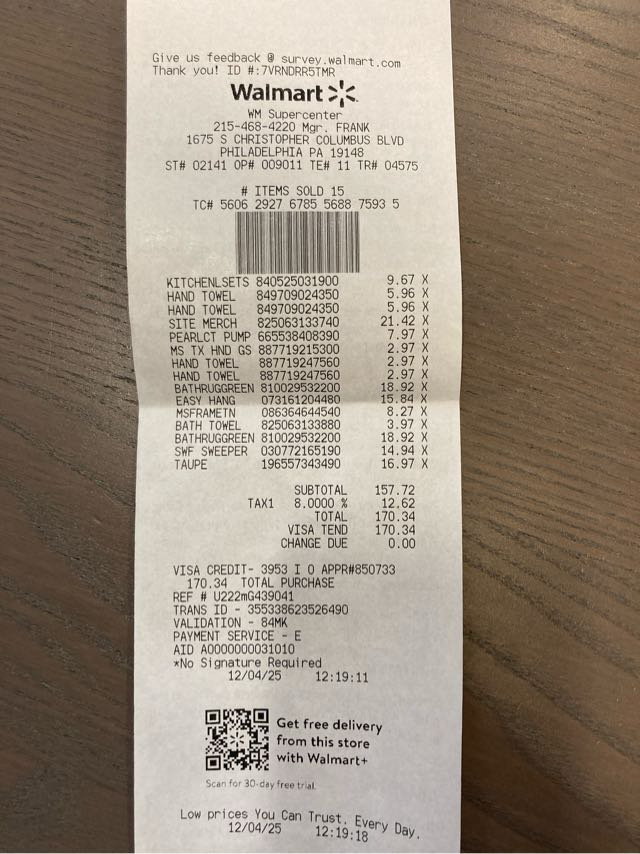 Give us feedback @ survey.walmart.com
Thank you! ID #:7VRNDRR5TMR
Walmart
WM Supercenter
215-468-4220 Mgr. FRANK
1675 S CHRISTOPHER COLUMBUS BLVD
PHILADELPHIA PA 19148
ST# 02141 OP# 009011 TE# 11 TR# 04575
# ITEMS SOLD 15
TC# 5606 2927 6785 5688 7593 5
KITCHENLSETS 840525031900 9.67 X
HAND TOWEL 849709024350 5.96 X
HAND TOWEL 849709024350 5.96 X
SITE MERCH 825063133740 21.42 X
PEARLCT PUMP 665538408390 7.97 X
MS TX HND GS 887719215300 2.97 X
HAND TOWEL 887719247560 2.97 X
HAND TOWEL 887719247560 2.97 X
BATHRUGGREEN 810029532200 18.92 X
EASY HANG 073161204480 15.84 X
MSFRAMETN 086364644540 8.27 X
BATH TOWEL 825063133880 3.97 X
BATHRUGGREEN 810029532200 18.92 X
SWF SWEEPER 030772165190 14.94 X
TAUPE 196557343490 16.97 X
SUBTOTAL 157.72
TAX1 8.0000 % 12.62
TOTAL 170.34
VISA TEND 170.34
CHANGE DUE 0.00
VISA CREDIT- 3953 I 0 APPR#850733
170.34 TOTAL PURCHASE
REF # U222mG439041
TRANS ID - 355338623526490
VALIDATION - 84MK
PAYMENT SERVICE - E
AID A0000000031010
*No Signature Required
12/04/25 12:19:11
Get free delivery
from this store
with Walmart+
Scan for 30-day free trial.
Low prices You Can Trust. Every Day.
12/04/25 12:19:18